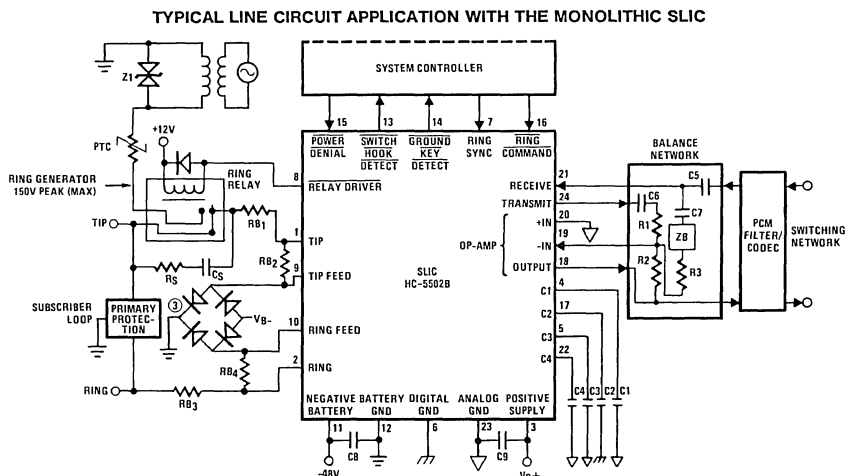 TYPICAL LINE CIRCUIT APPLICATION WITH THE MONOLITHIC SLIC
SYSTEM CONTROLLER
Z1
PTC
+12V
RING GENERATOR
150V PEAK (MAX)
RING
RELAY
15
13
14
7
16
POWER
DENIAL
SWITCH
HOOK
DETECT
GROUND
KEY
DETECT
RING
SYNC
RING
COMMAND
8
RELAY DRIVER
TIP
RB1
1
TIP
RB2
9
TIP FEED
RS
CS
SUBSCRIBER
LOOP
PRIMARY
PROTEC-
TION
3
VB-
10
RING FEED
2
RING
RB4
RING
RB3
SLIC
HC-5502B
OP-AMP
21
RECEIVE
24
TRANSMIT
20
+IN
19
-IN
18
OUTPUT
4
C1
17
C2
5
C3
22
C4
BALANCE
NETWORK
C5
C6
C7
R1
ZB
R2
R3
PCM
FILTER/
CODEC
SWITCHING
NETWORK
C4
C3
C2
C1
NEGATIVE
BATTERY
BATTERY
GND
DIGITAL
GND
ANALOG
GND
POSITIVE
SUPPLY
11
12
6
23
3
C8
C9
-48V
VB+